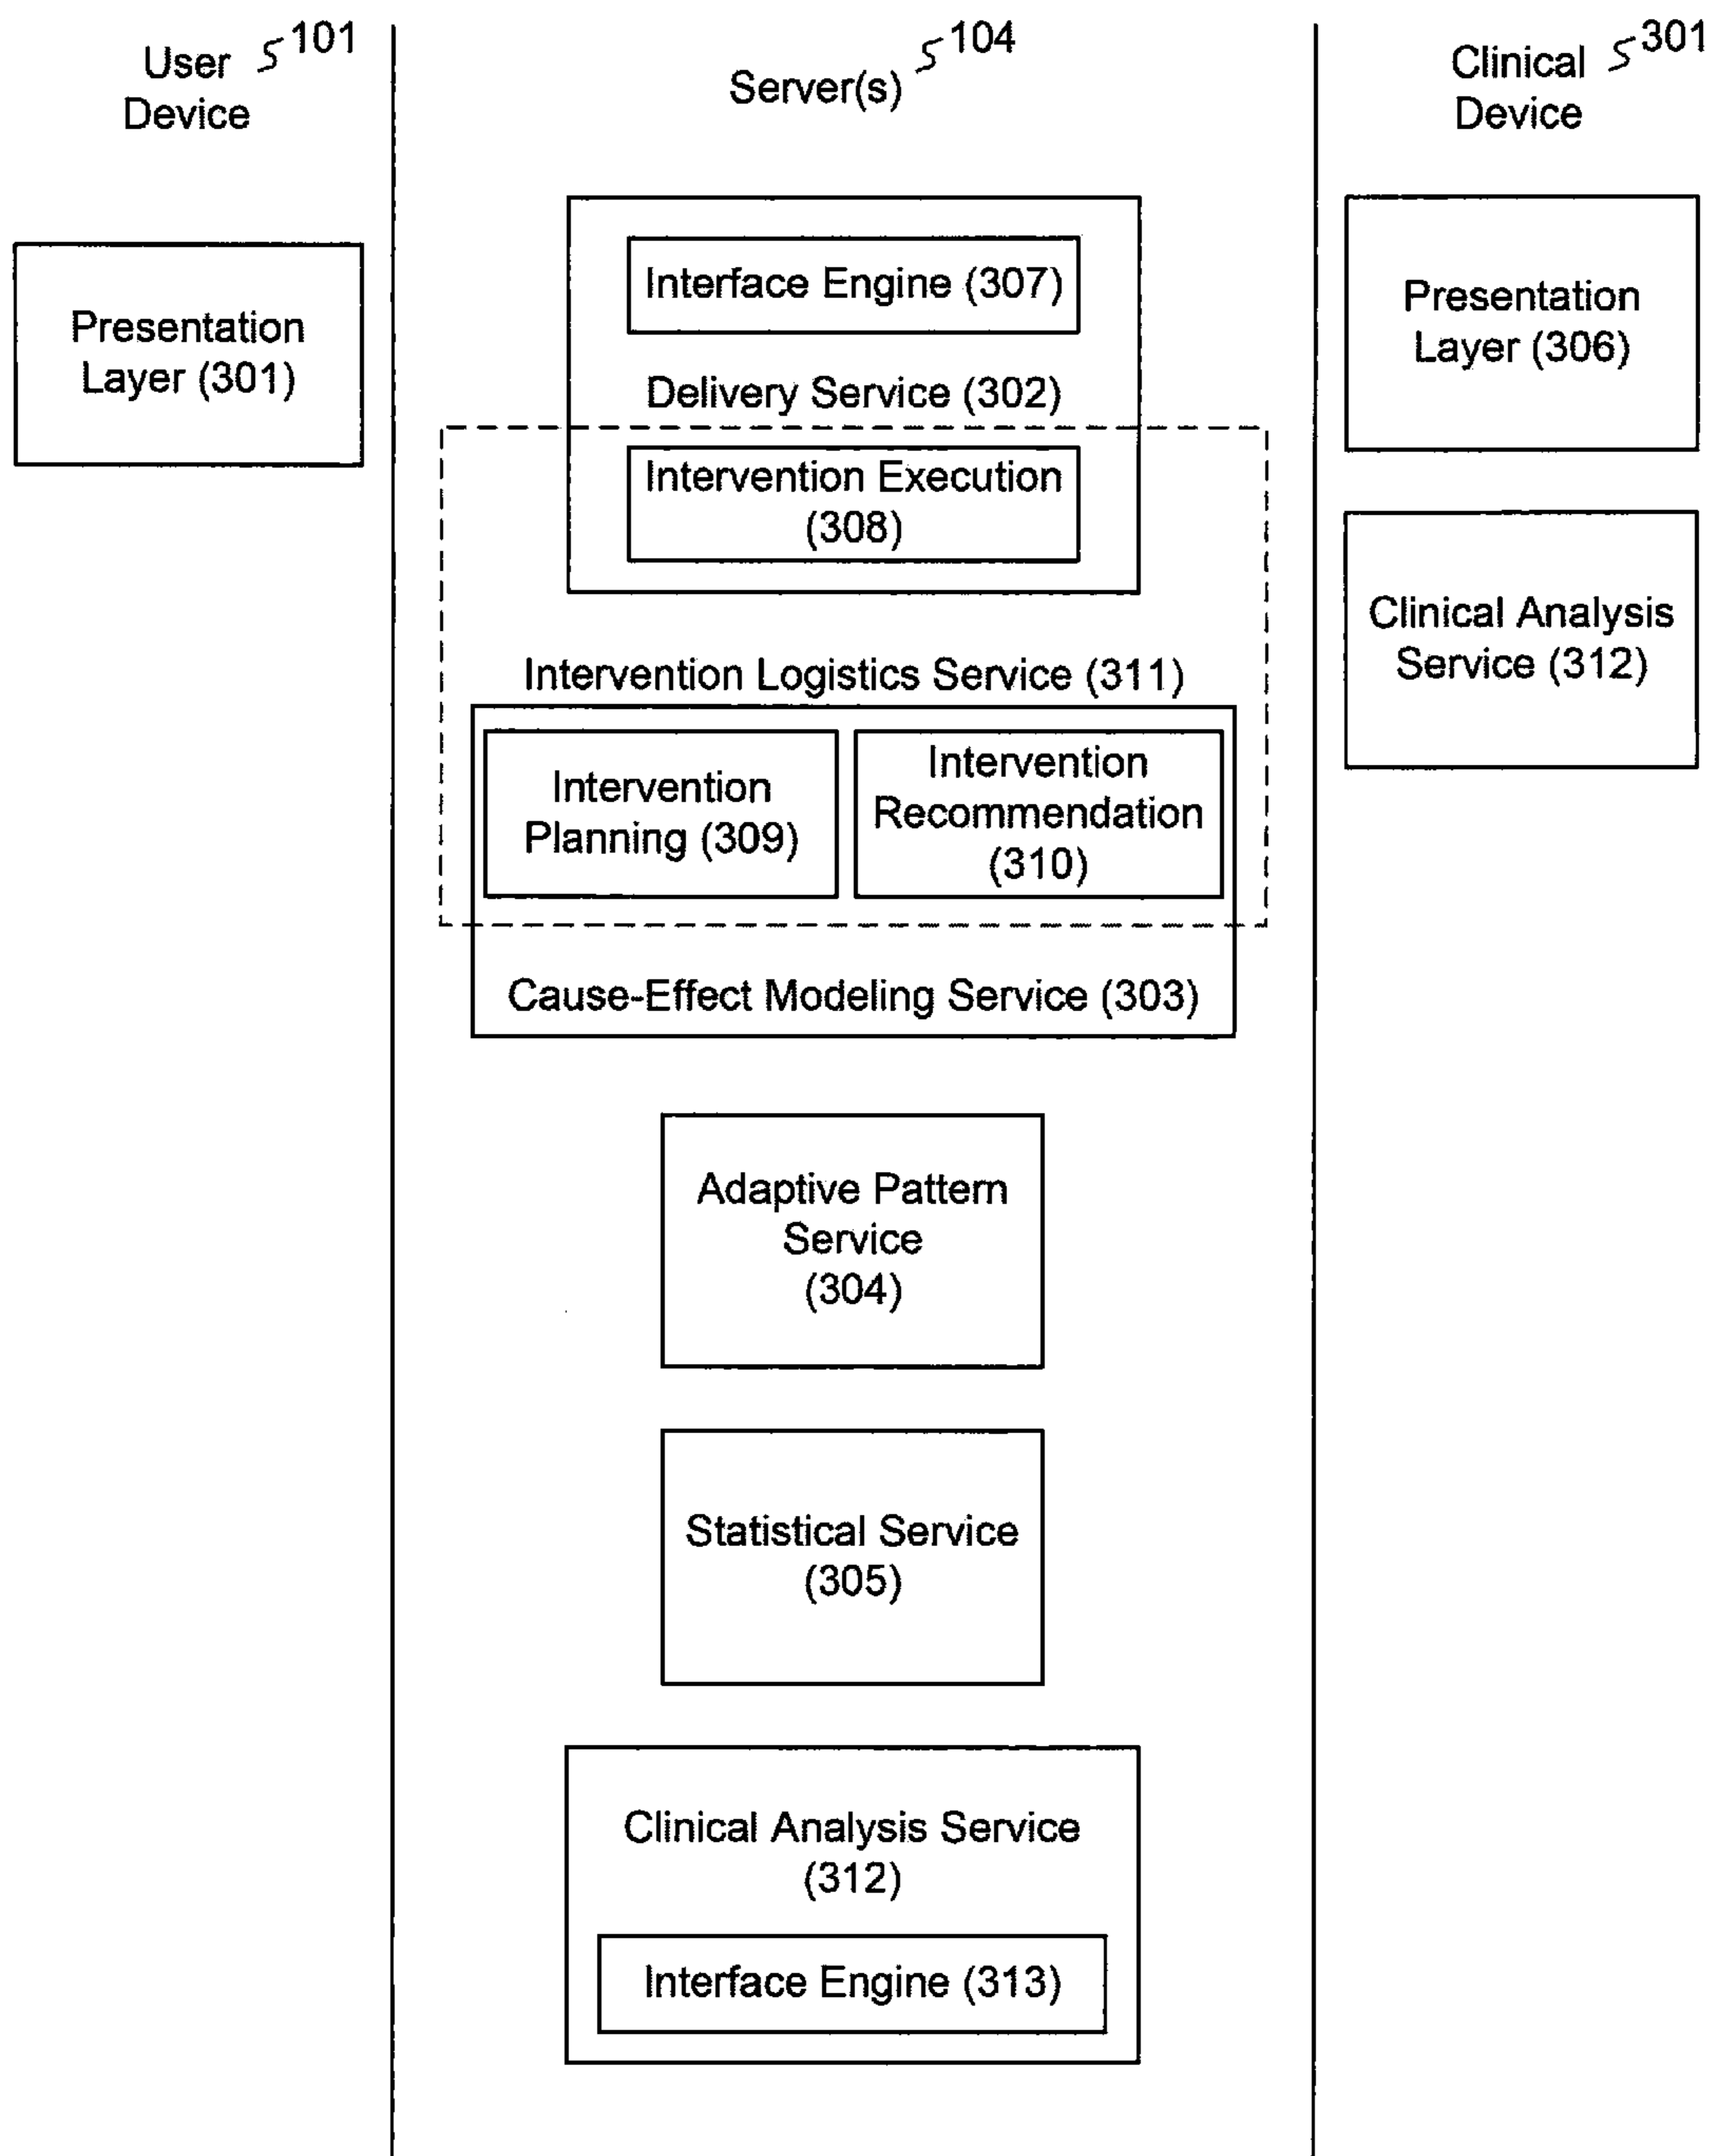 User 101
Device
Server(s) 104
Clinical 301
Device
Presentation
Layer (301)
Interface Engine (307)
Delivery Service (302)
Intervention Execution
(308)
Intervention Logistics Service (311)
Intervention
Planning (309)
Intervention
Recommendation
(310)
Cause-Effect Modeling Service (303)
Adaptive Pattern
Service
(304)
Statistical Service
(305)
Clinical Analysis Service
(312)
Interface Engine (313)
Presentation
Layer (306)
Clinical Analysis
Service (312)